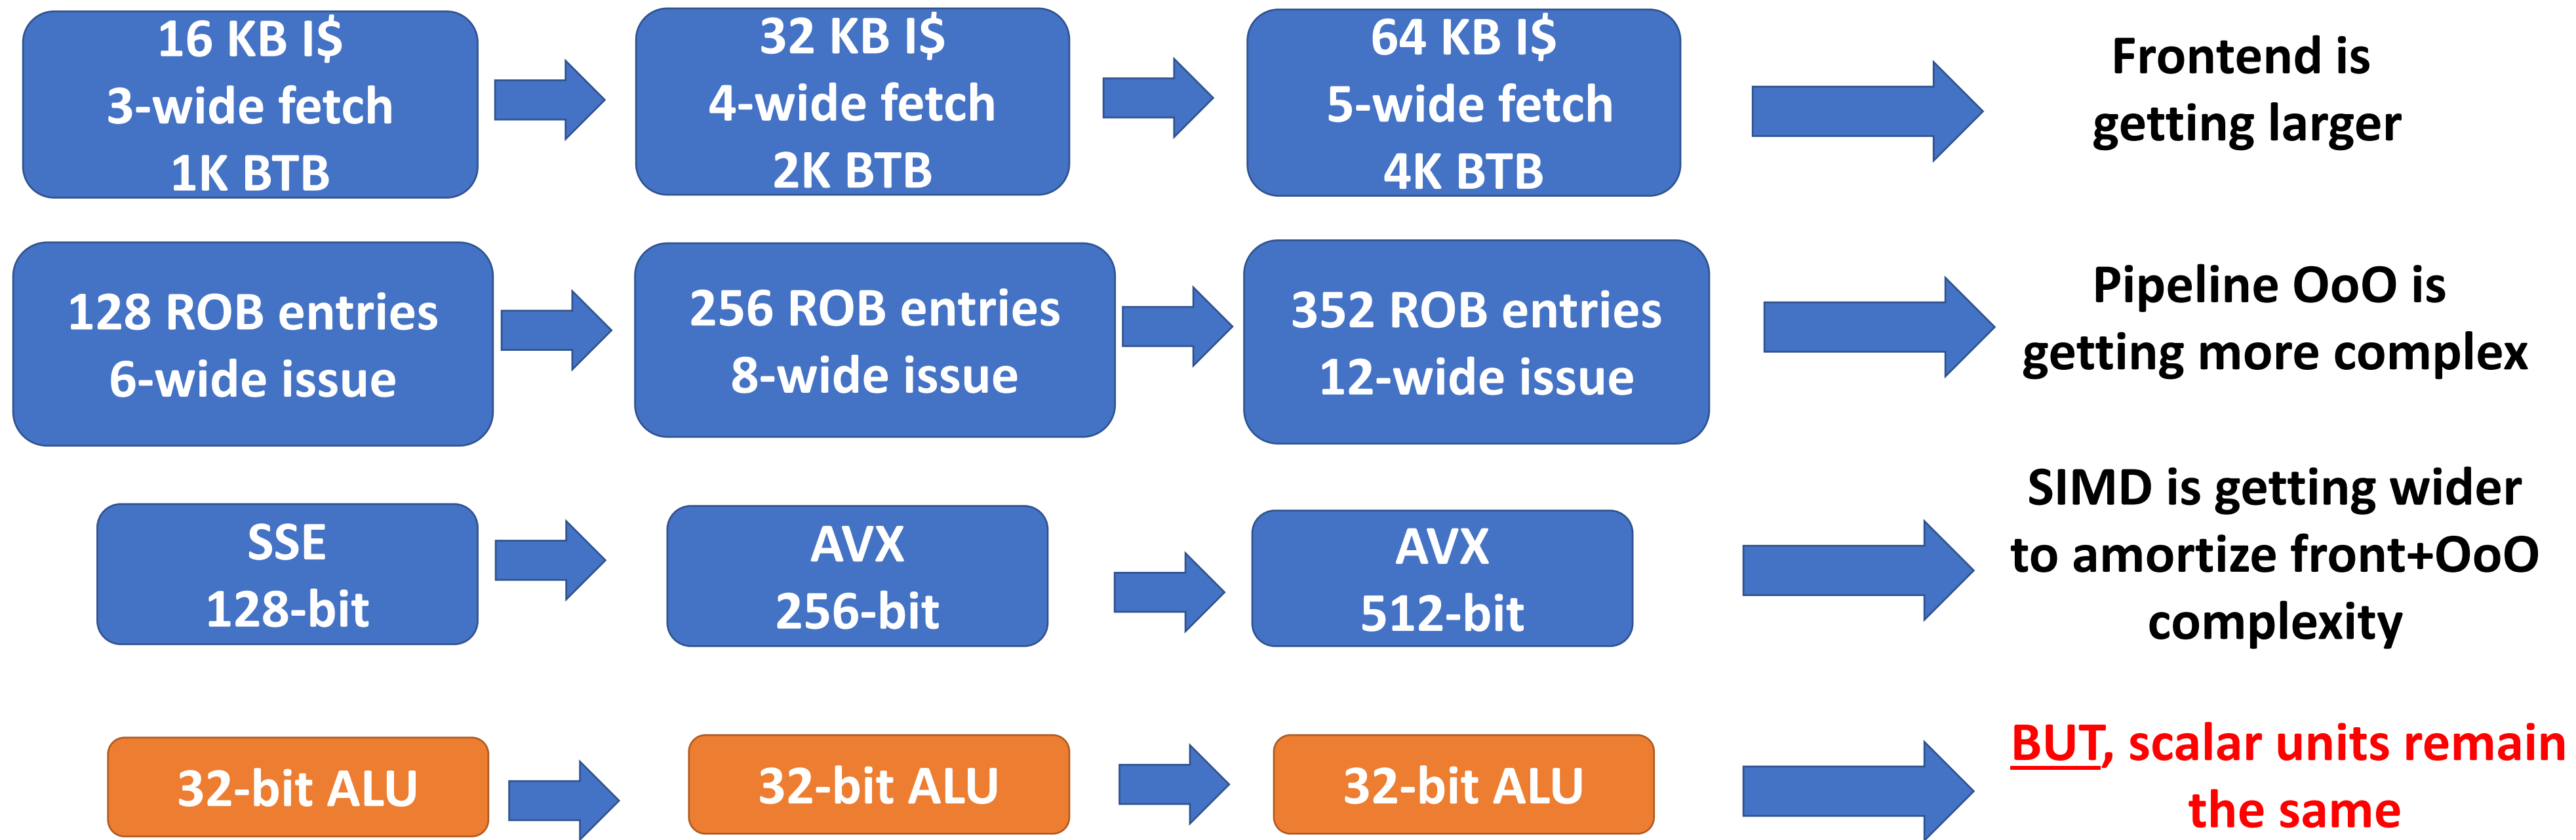 16 KB I$
3-wide fetch
1K BTB
32 KB I$
4-wide fetch
2K BTB
64 KB I$
5-wide fetch
4K BTB
Frontend is
getting larger
128 ROB entries
6-wide issue
256 ROB entries
8-wide issue
352 ROB entries
12-wide issue
Pipeline OoO is
getting more complex
SSE
128-bit
AVX
256-bit
AVX
512-bit
SIMD is getting wider
to amortize front+OoO
complexity
32-bit ALU
32-bit ALU
32-bit ALU
BUT, scalar units remain
the same